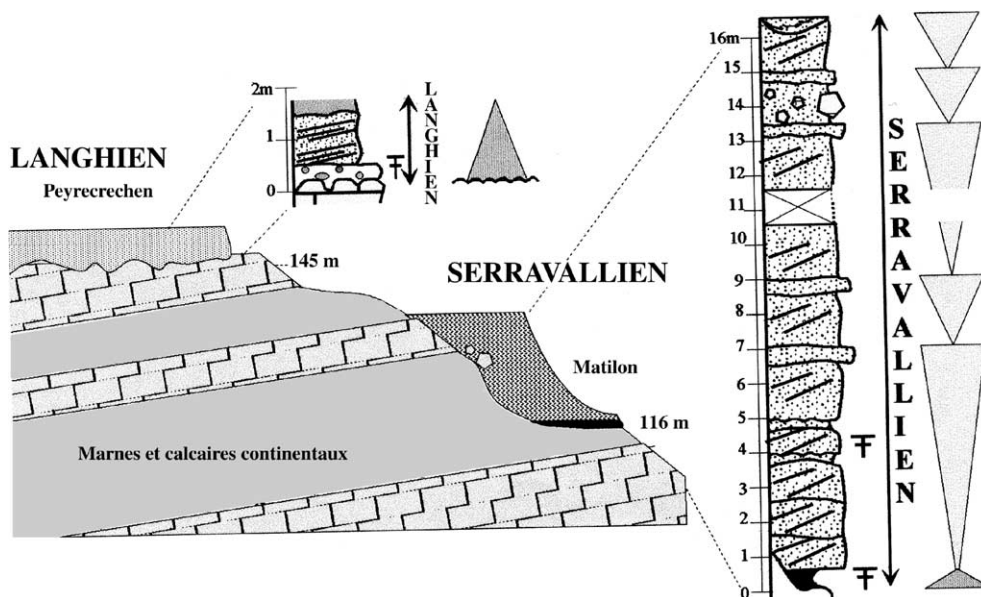 LANGHIEN
Peyrecrechen
2m
1
0
LANGHIEN
145 m
SERRAVALLIEN
Matilon
116 m
Marnes et calcaires continentaux
16m
15
14
13
12
11
10
9
8
7
6
5
4
3
2
1
0
SERRAVALLIEN